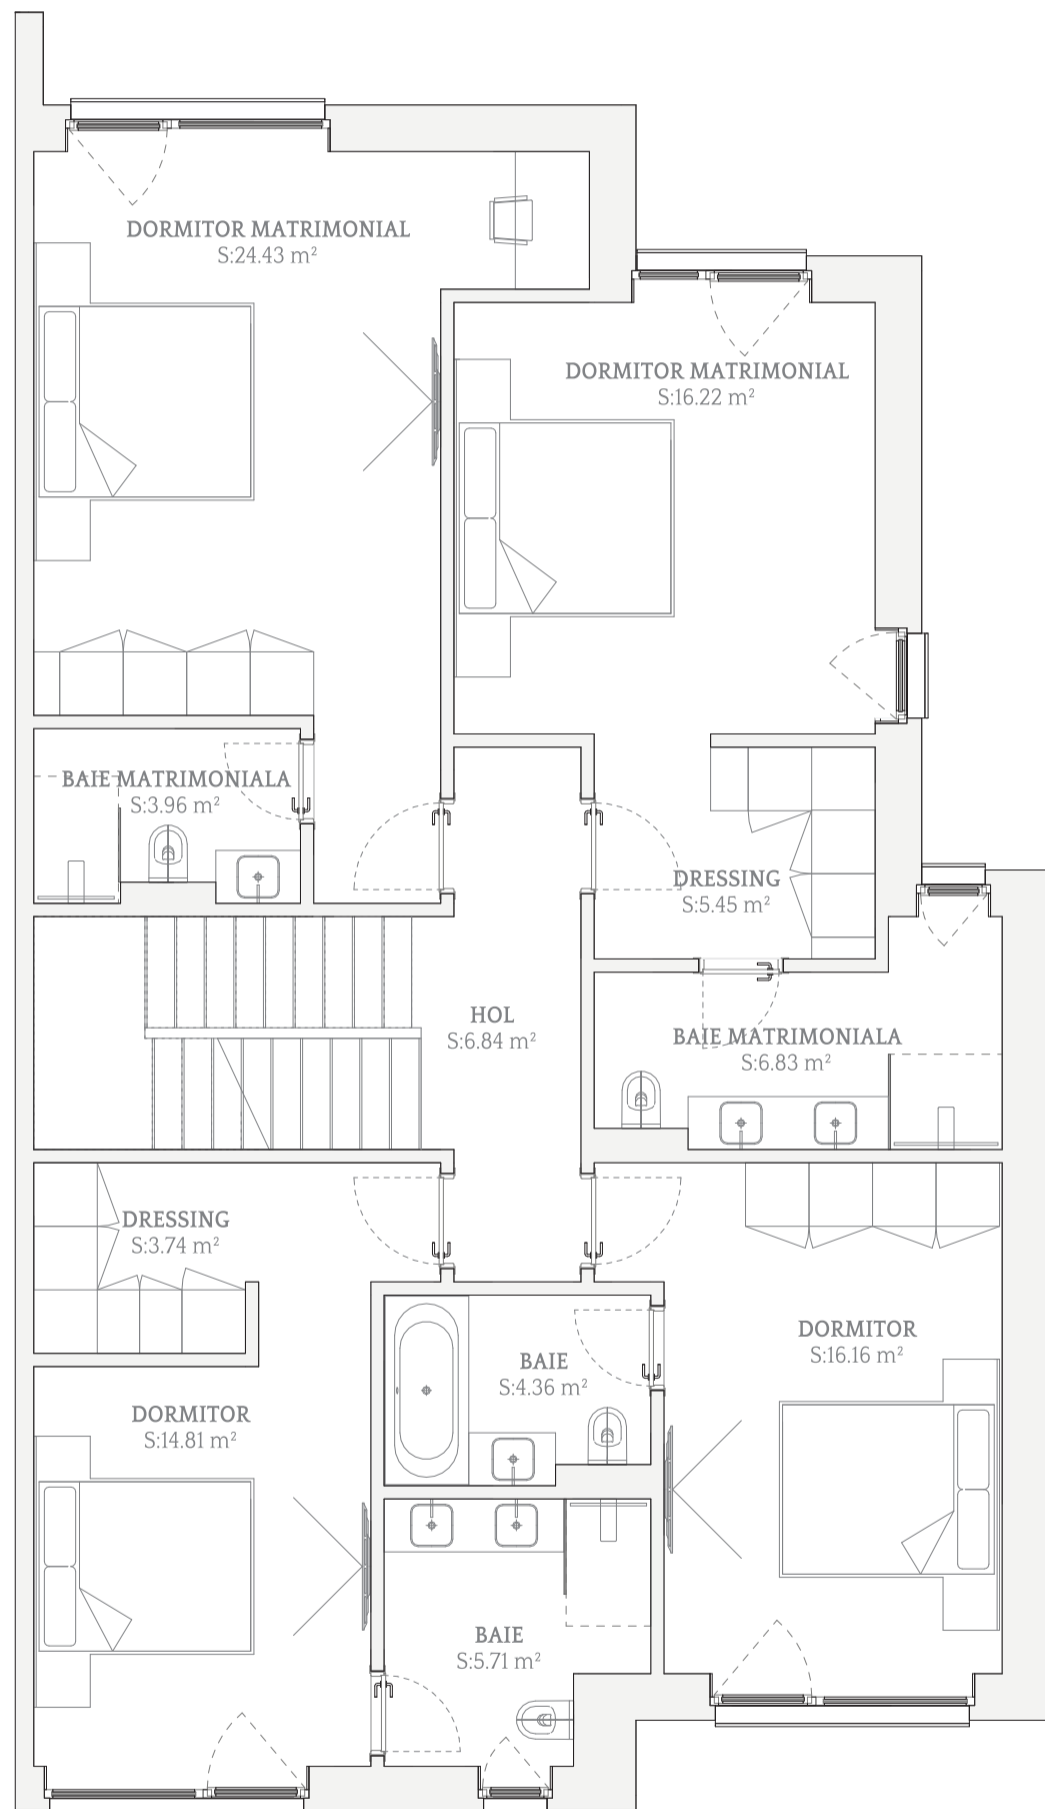 DORMITOR MATRIMONIAL
S:24.43 m²
DORMITOR MATRIMONIAL
S:16.22 m²
BAIE MATRIMONIALA
S:3.96 m²
DRESSING
S:5.45 m²
HOL
S:6.84 m²
BAIE MATRIMONIALA
S:6.83 m²
DRESSING
S:3.74 m²
DORMITOR
S:16.16 m²
BAIE
S:4.36 m²
DORMITOR
S:14.81 m²
BAIE
S:5.71 m²